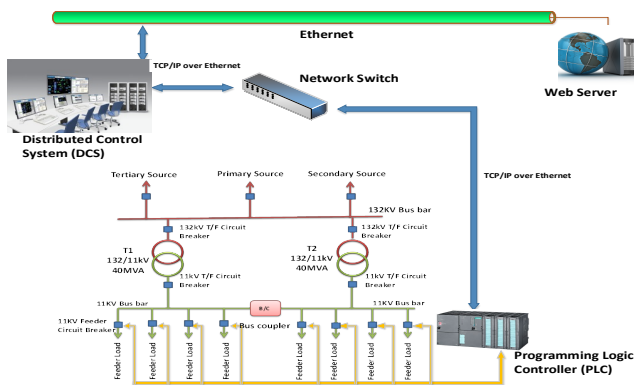 Ethernet
TCP/IP over Ethernet
Network Switch
Web Server
Distributed Control
System (DCS)
Tertiary Source
Primary Source
Secondary Source
TCP/IP over Ethernet
132KV Bus bar
132kV T/F Circuit
Breaker
132kV T/F Circuit
Breaker
T1
132/11kV
40MVA
T2
132/11kV
40MVA
11kV T/F Circuit
Breaker
11kV T/F Circuit
Breaker
11KV Bus bar
B/C
11KV Bus bar
11KV Feeder
Circuit Breaker
Bus coupler
Feeder Load
Feeder Load
Feeder Load
Feeder Load
Feeder Load
Feeder Load
Feeder Load
Feeder Load
Programming Logic
Controller (PLC)